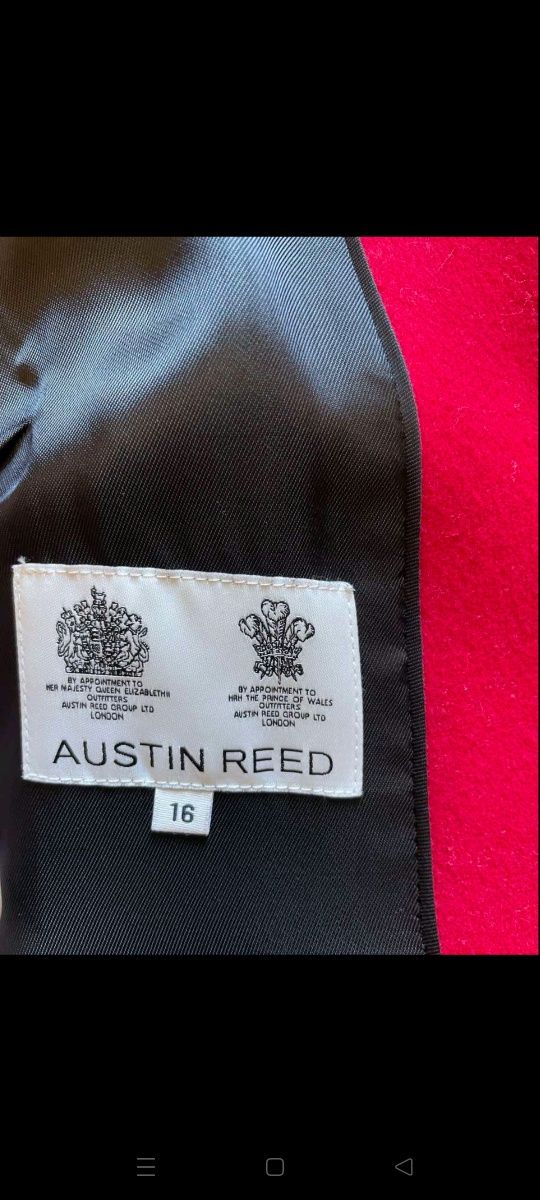 BY APPOINTMENT TO
HER MAJESTY QUEEN ELIZABETH II
OUTFITTERS
AUSTIN REED GROUP LTD
LONDON
BY APPOINTMENT TO
HRH THE PRINCE OF WALES
OUTFITTERS
AUSTIN REED GROUP LTD
LONDON
AUSTIN REED
16